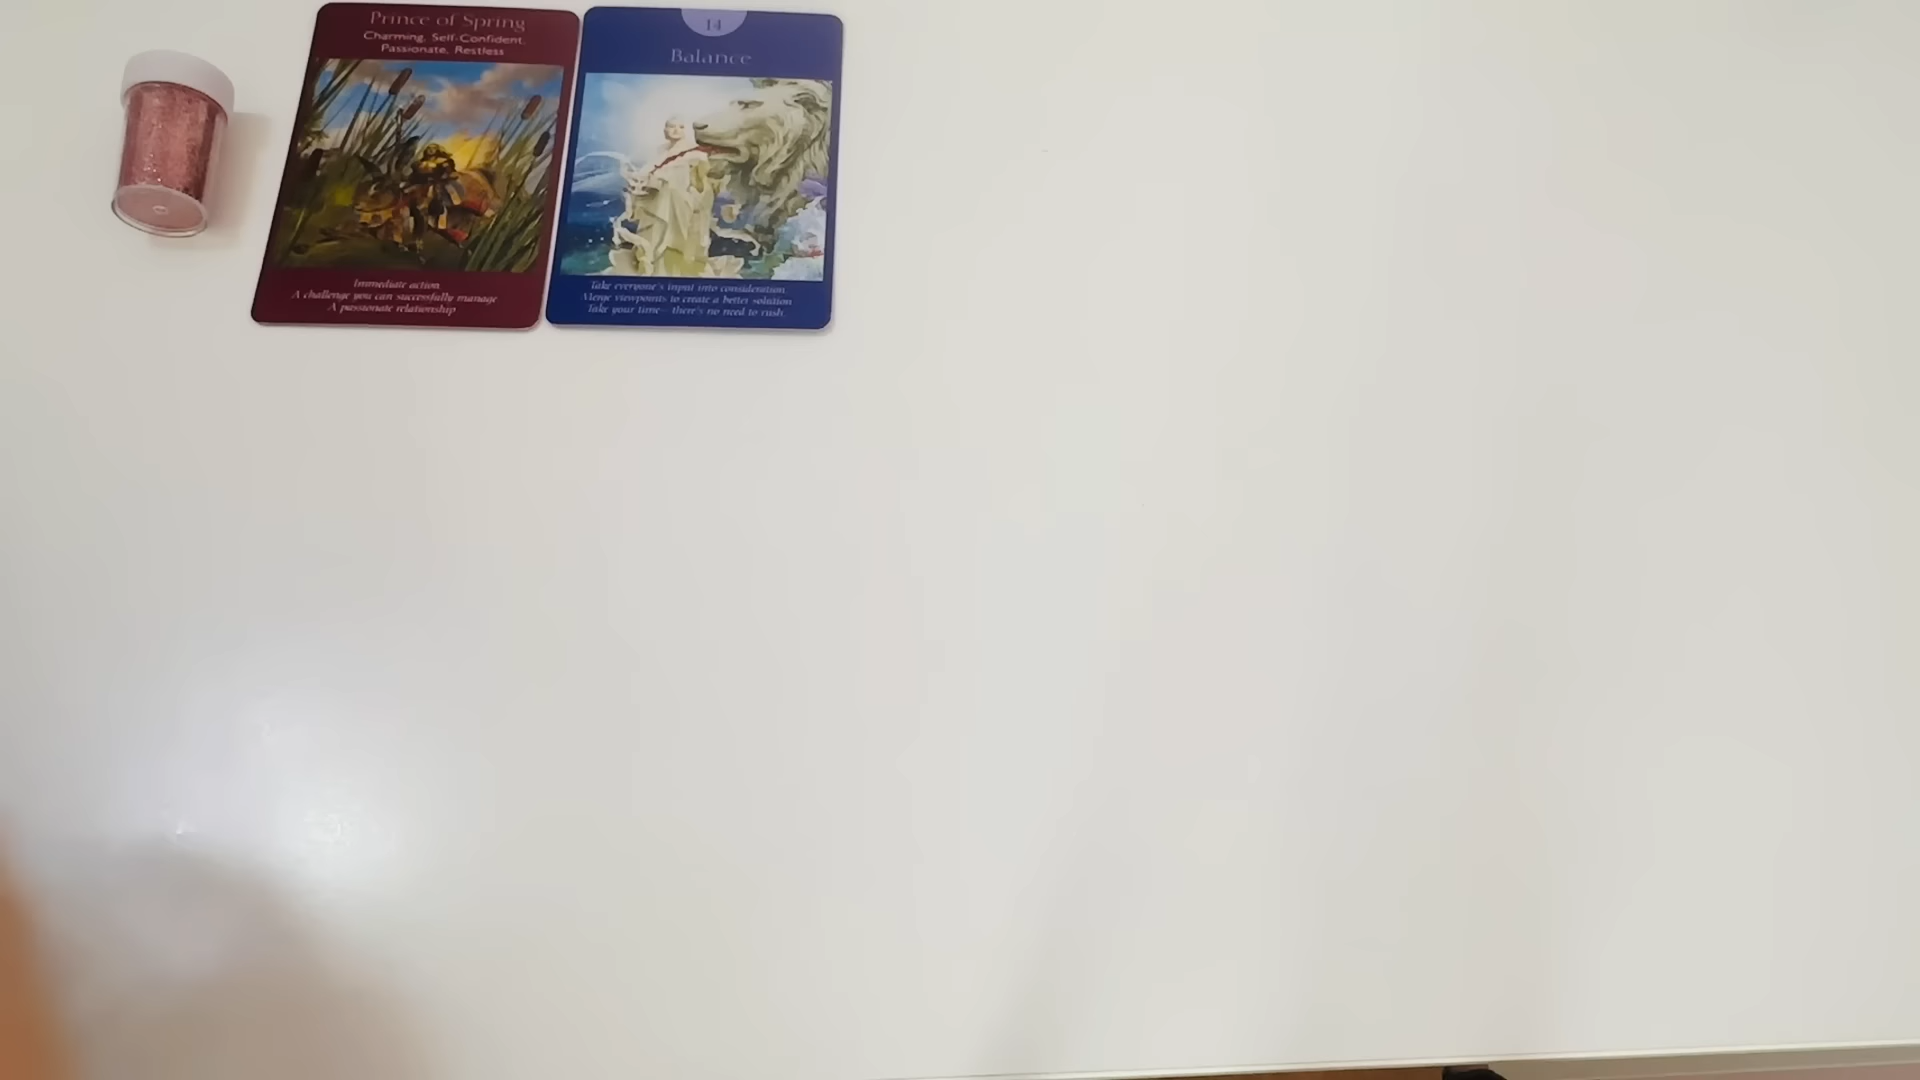 Prince of Spring
Charming, Self-Confident,
Passionate, Restless
Immediate action
A challenge you can successfully manage
A passionate relationship
14
Balance
Take everyone's input into consideration.
Merge viewpoints to create a better solution.
Take your time—there's no need to rush.